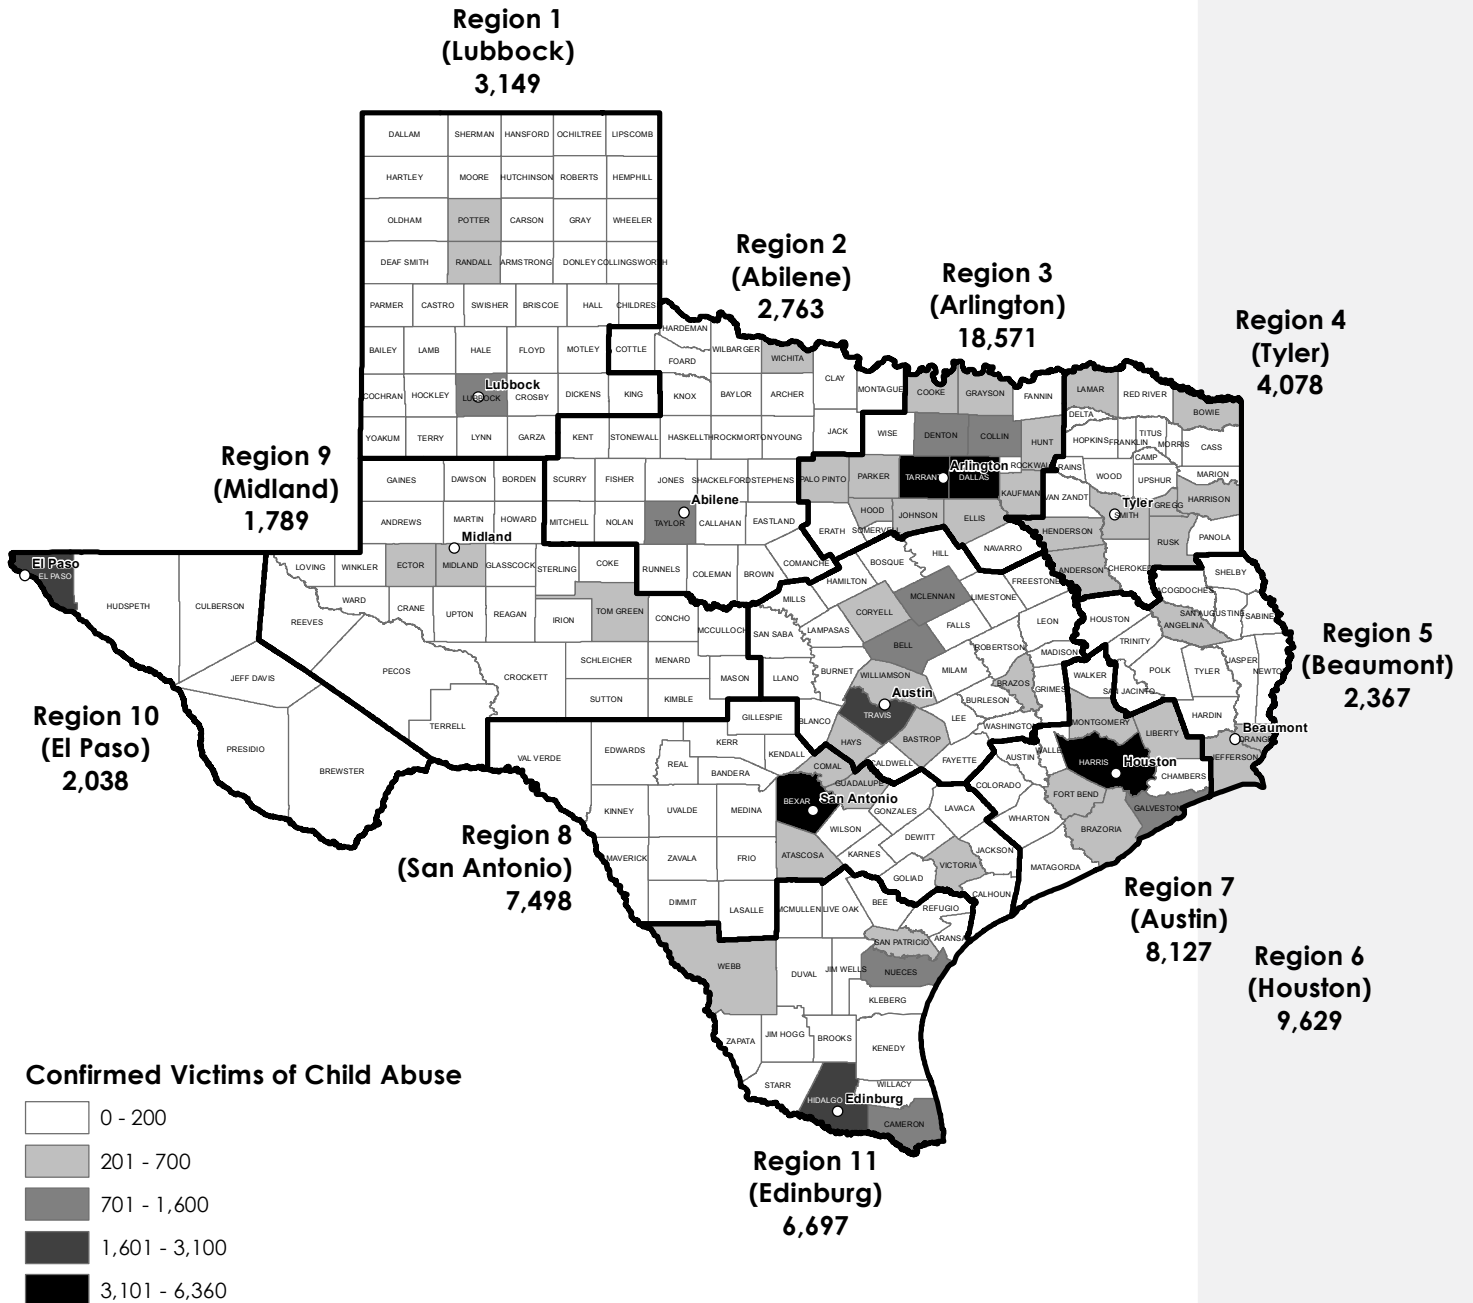 Region 1
(Lubbock)
3,149
DALLAM SHERMAN HANSFORD OCHILTREE LIPSCOMB
HARTLEY MOORE HUTCHINSON ROBERTS HEMPHILL
OLDHAM POTTER CARSON GRAY WHEELER
DEAF SMITH RANDALL ARMSTRONG DONLEY COLLINGSWORTH
PARMER CASTRO SWISHER BRISCOE HALL CHILDRES
BAILEY LAMB HALE FLOYD MOTLEY COTTLE
COCHRAN HOCKLEY LUBBOCK CROSBY DICKENS KING
Lubbock
YOAKUM TERRY LYNN GARZA
Region 2
(Abilene)
2,763
HARDEMAN
FOARD WILBARGER WICHITA
KNOX BAYLOR ARCHER CLAY MONTAGUE
KENT STONEWALL HASKELL THROCKMORTON YOUNG JACK
SCURRY FISHER JONES SHACKELFORD STEPHENS
Abilene
MITCHELL NOLAN TAYLOR CALLAHAN EASTLAND
RUNNELS COLEMAN BROWN COMANCHE
Region 3
(Arlington)
18,571
COOKE GRAYSON FANNIN
WISE DENTON COLLIN HUNT
PALO PINTO PARKER TARRAN DALLAS ROCKWAL KAUFMAN
Arlington
ERATH HOOD SOMERVELL JOHNSON ELLIS
NAVARRO
Region 4
(Tyler)
4,078
LAMAR RED RIVER BOWIE
DELTA
HOPKINS FRANKLIN TITUS MORRIS CASS
CAMP
RAINS WOOD UPSHUR MARION
VAN ZANDT SMITH GREGG HARRISON
Tyler
HENDERSON RUSK PANOLA
ANDERSON CHEROKE
Region 9
(Midland)
1,789
GAINES DAWSON BORDEN
ANDREWS MARTIN HOWARD
Midland
LOVING WINKLER ECTOR MIDLAND GLASSCOCK STERLING COKE
WARD CRANE UPTON REAGAN IRION TOM GREEN CONCHO MCCULLOCH
REEVES
PECOS CROCKETT SCHLEICHER MENARD MASON
SUTTON KIMBLE
TERRELL
El Paso
EL PASO HUDSPETH CULBERSON
JEFF DAVIS
PRESIDIO BREWSTER
Region 10
(El Paso)
2,038
MILLS HAMILTON BOSQUE HILL
SAN SABA LAMPASAS CORYELL MCLENNAN LIMESTONE FREESTONE
BELL FALLS LEON
ROBERTSON MADISON
LLANO BURNET WILLIAMSON MILAM BRAZOS GRIMES
Austin
BLANCO TRAVIS LEE BURLESON WASHINGTON
HAYS BASTROP
CALDWELL FAYETTE
Region 5
(Beaumont)
2,367
SHELBY
ACOGDOCHES
SAN AUGUSTINE SABINE
HOUSTON ANGELINA
TRINITY
POLK TYLER JASPER NEWTO
SAN JACINTO
HARDIN
Beaumont
ORANGE
JEFFERSON
WALKER
MONTGOMERY LIBERTY
AUSTIN WALLE HARRIS CHAMBERS
Houston
COLORADO FORT BEND GALVESTON
WHARTON BRAZORIA
MATAGORDA
Region 8
(San Antonio)
7,498
VAL VERDE EDWARDS KERR GILLESPIE
REAL BANDERA KENDALL COMAL
GUADALUPE
KINNEY UVALDE MEDINA BEXAR GONZALES LAVACA
San Antonio
WILSON DEWITT
MAVERICK ZAVALA FRIO ATASCOSA KARNES VICTORIA JACKSON
GOLIAD
DIMMIT LASALLE CALHOUN
Region 7
(Austin)
8,127
Region 6
(Houston)
9,629
MCMULLEN LIVE OAK BEE REFUGIO
SAN PATRICIO ARANSA
WEBB DUVAL JIM WELLS NUECES
KLEBERG
ZAPATA JIM HOGG BROOKS KENEDY
STARR HIDALGO WILLACY
Edinburg
CAMERON
Region 11
(Edinburg)
6,697
Confirmed Victims of Child Abuse
0 - 200
201 - 700
701 - 1,600
1,601 - 3,100
3,101 - 6,360